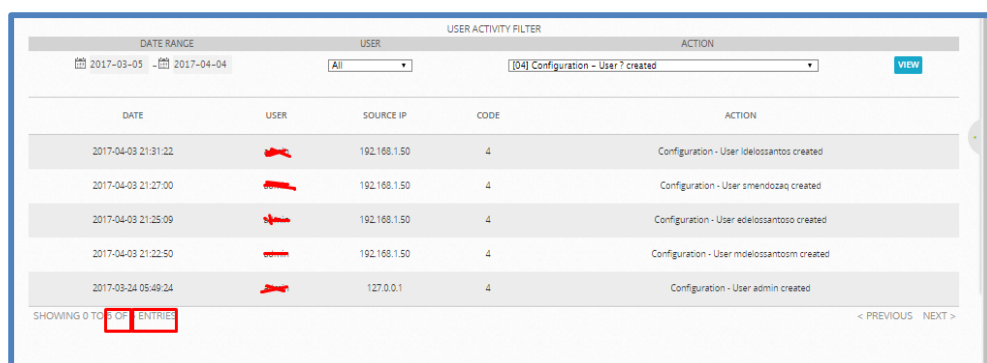 USER ACTIVITY FILTER
DATE RANGE USER ACTION
2017-03-05 - 2017-04-04 All [04] Configuration - User ? created VIEW
DATE USER SOURCE IP CODE ACTION
2017-04-03 21:31:22 192.168.1.50 4 Configuration - User ldelossantos created
2017-04-03 21:27:00 192.168.1.50 4 Configuration - User smendozaq created
2017-04-03 21:25:09 192.168.1.50 4 Configuration - User edelossantoso created
2017-04-03 21:22:50 admin 192.168.1.50 4 Configuration - User mdelossantosm created
2017-03-24 05:49:24 127.0.0.1 4 Configuration - User admin created
SHOWING 0 TO 5 OF ENTRIES < PREVIOUS NEXT >